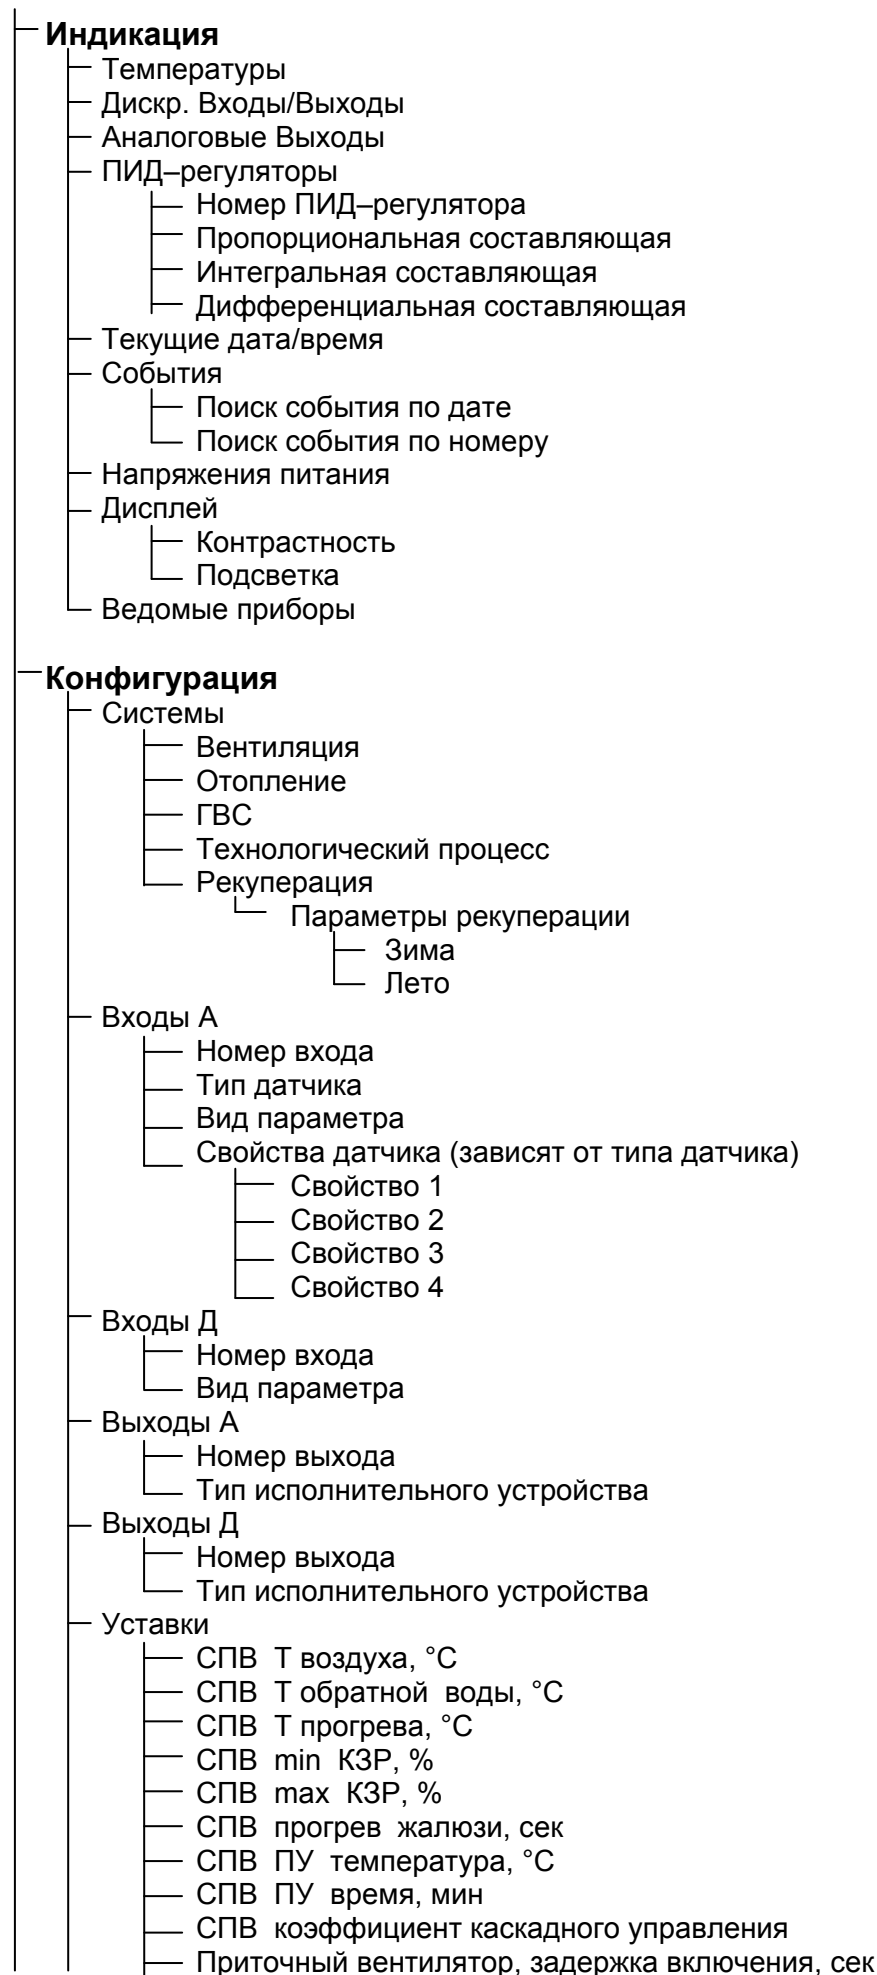 Индикация
Температуры
Дискр. Входы/Выходы
Аналоговые Выходы
ПИД–регуляторы
Номер ПИД–регулятора
Пропорциональная составляющая
Интегральная составляющая
Дифференциальная составляющая
Текущие дата/время
События
Поиск события по дате
Поиск события по номеру
Напряжения питания
Дисплей
Контрастность
Подсветка
Ведомые приборы
Конфигурация
Системы
Вентиляция
Отопление
ГВС
Технологический процесс
Рекуперация
Параметры рекуперации
Зима
Лето
Входы А
Номер входа
Тип датчика
Вид параметра
Свойства датчика (зависят от типа датчика)
Свойство 1
Свойство 2
Свойство 3
Свойство 4
Входы Д
Номер входа
Вид параметра
Выходы А
Номер выхода
Тип исполнительного устройства
Выходы Д
Номер выхода
Тип исполнительного устройства
Уставки
СПВ Т воздуха, °С
СПВ Т обратной воды, °С
СПВ Т прогрева, °С
СПВ min КЗР, %
СПВ max КЗР, %
СПВ прогрев жалюзи, сек
СПВ ПУ температура, °С
СПВ ПУ время, мин
СПВ коэффициент каскадного управления
Приточный вентилятор, задержка включения, сек